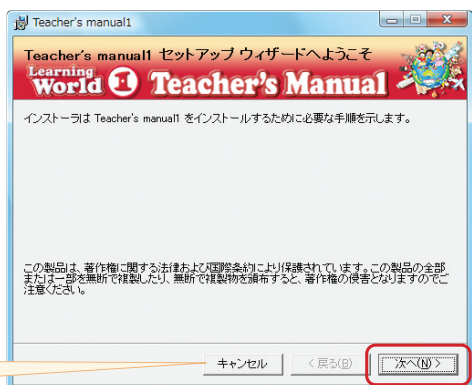 Teacher's manual1
Teacher's manual1 セットアップ ウィザードへようこそ
Learning
World 1 Teacher's Manual
インストーラは Teacher's manual1 をインストールするために必要な手順を示します。
この製品は、著作権に関する法律および国際条約により保護されています。この製品の全部
または一部を無断で複製したり、無断で複製物を頒布すると、著作権の侵害となりますのでご
注意ください。
キャンセル
< 戻る(B)
次へ(N) >